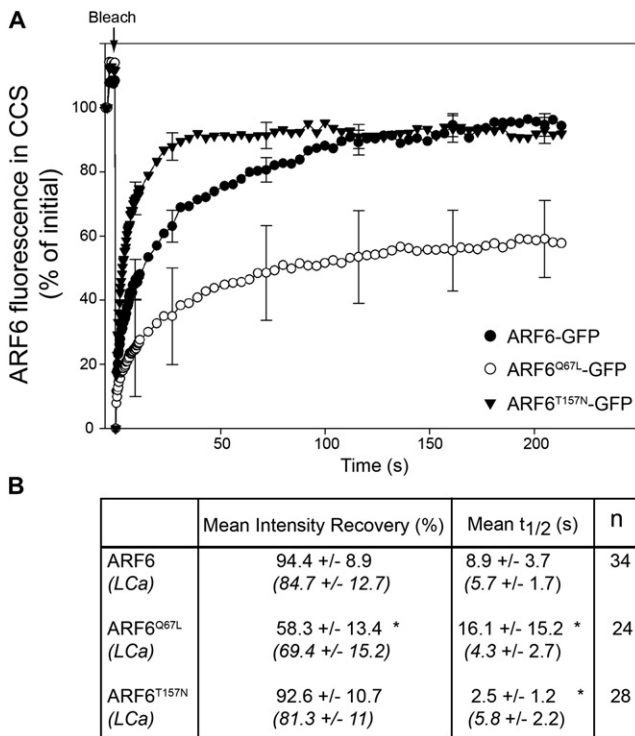 A
Bleach
ARF6 fluorescence in CCS
(% of initial)
100
80
60
40
20
0
50
100
150
200
Time (s)
ARF6-GFP
ARF6Q67L-GFP
ARF6T157N-GFP
B
Mean Intensity Recovery (%) Mean t1/2 (s) n
ARF6 94.4 +/- 8.9 8.9 +/- 3.7 34
(LCa) (84.7 +/- 12.7) (5.7 +/- 1.7)
ARF6Q67L 58.3 +/- 13.4 * 16.1 +/- 15.2 * 24
(LCa) (69.4 +/- 15.2) (4.3 +/- 2.7)
ARF6T157N 92.6 +/- 10.7 2.5 +/- 1.2 * 28
(LCa) (81.3 +/- 11) (5.8 +/- 2.2)